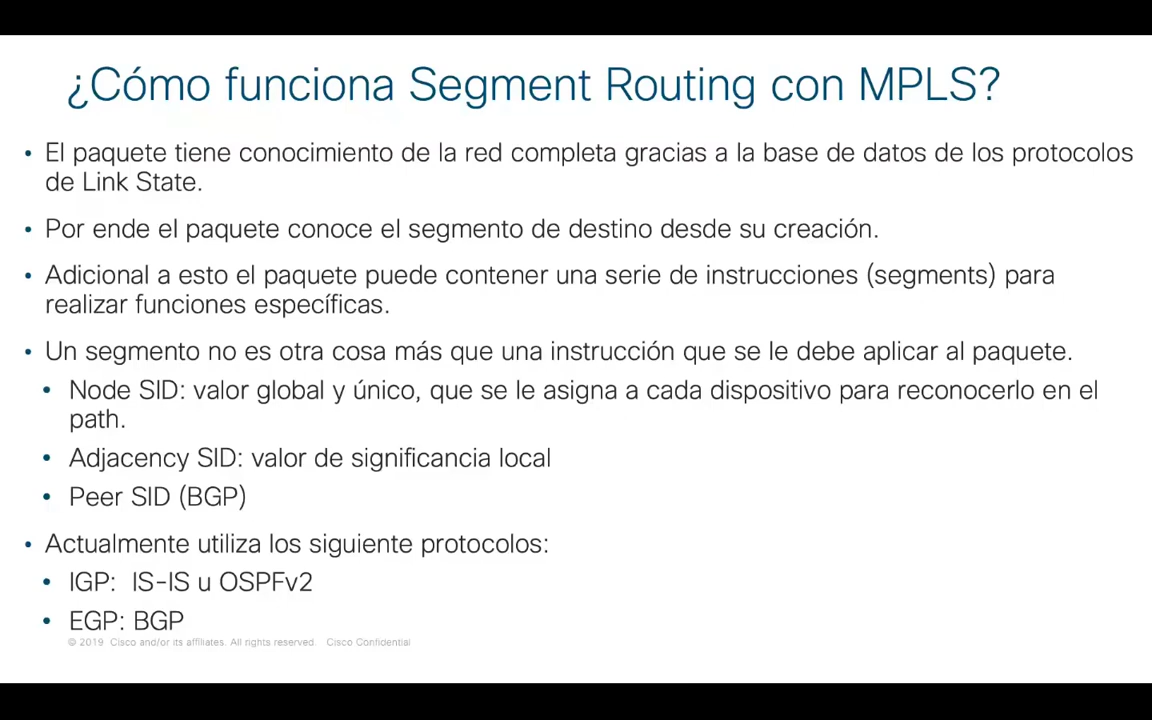 ¿Cómo funciona Segment Routing con MPLS?
• El paquete tiene conocimiento de la red completa gracias a la base de datos de los protocolos
de Link State.
• Por ende el paquete conoce el segmento de destino desde su creación.
• Adicional a esto el paquete puede contener una serie de instrucciones (segments) para
realizar funciones específicas.
• Un segmento no es otra cosa más que una instrucción que se le debe aplicar al paquete.
• Node SID: valor global y único, que se le asigna a cada dispositivo para reconocerlo en el
path.
• Adjacency SID: valor de significancia local
• Peer SID (BGP)
• Actualmente utiliza los siguiente protocolos:
• IGP: IS-IS u OSPFv2
• EGP: BGP
© 2019 Cisco and/or its affiliates. All rights reserved. Cisco Confidential